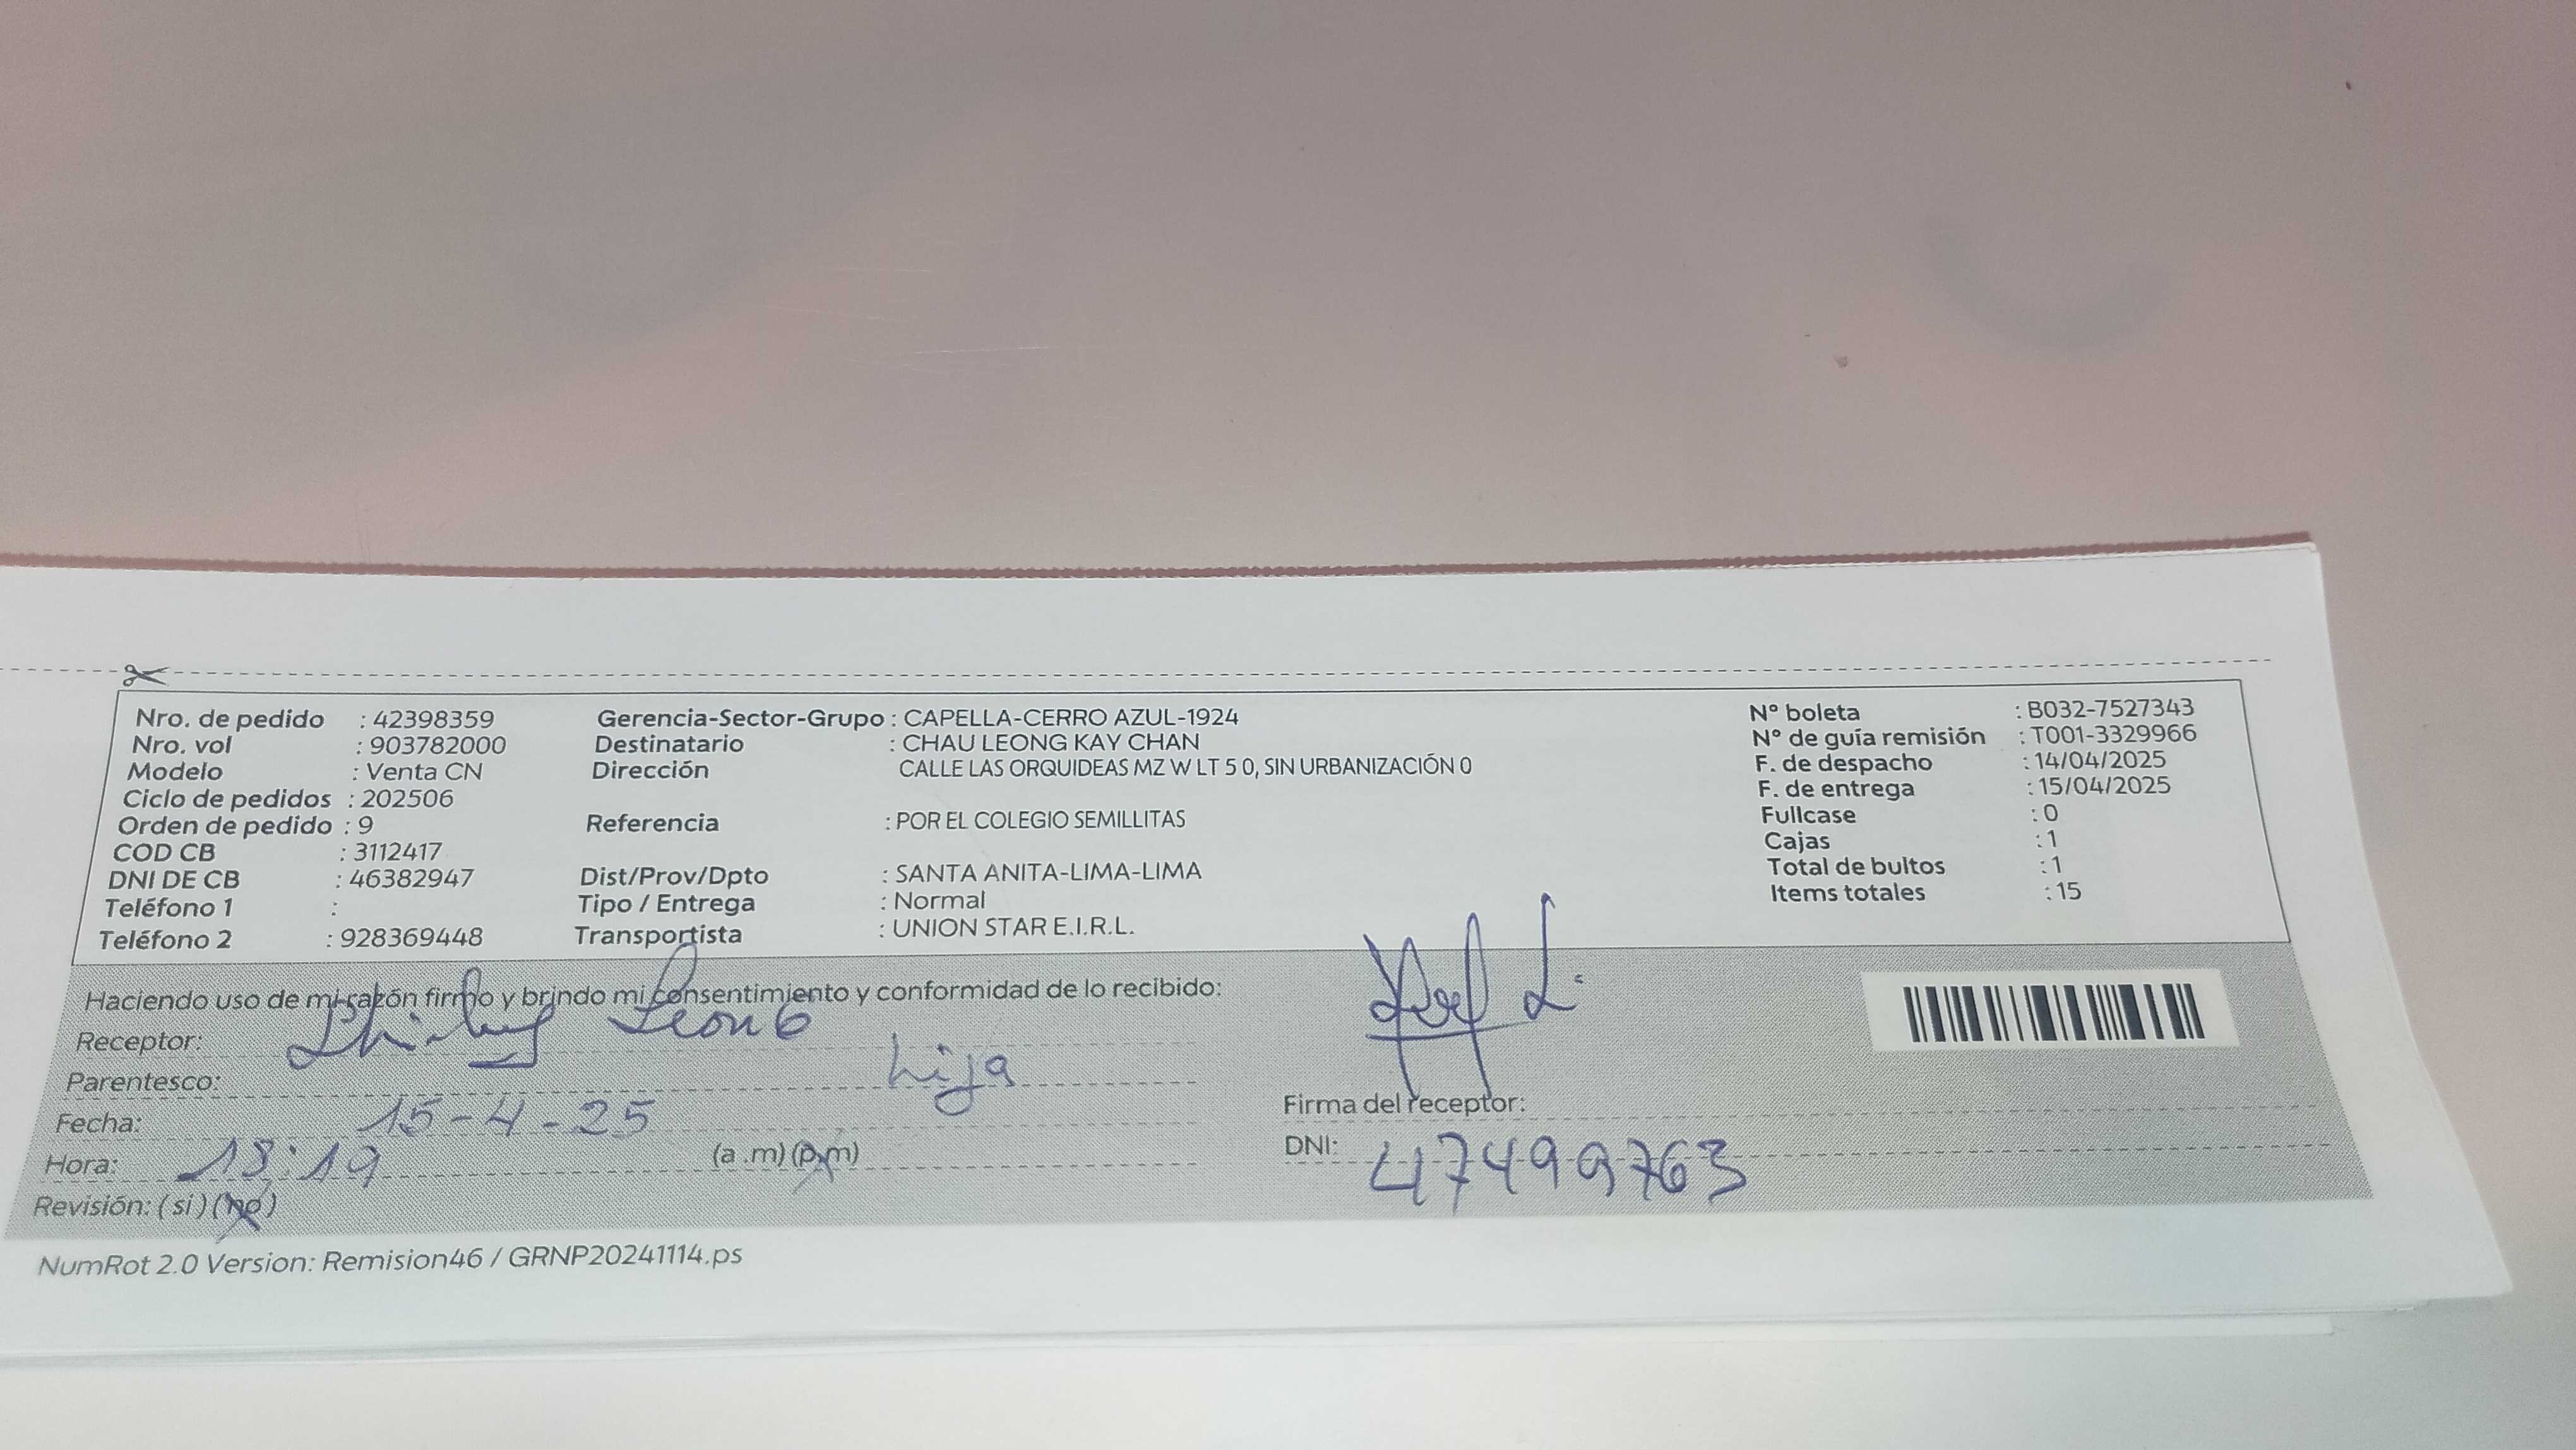 Nro. de pedido : 42398359
Nro. vol : 903782000
Modelo : Venta CN
Ciclo de pedidos : 202506
Orden de pedido : 9
COD CB : 3112417
DNI DE CB : 46382947
Teléfono 1 :
Teléfono 2 : 928369448
Gerencia-Sector-Grupo : CAPELLA-CERRO AZUL-1924
Destinatario : CHAU LEONG KAY CHAN
Dirección CALLE LAS ORQUIDEAS MZ W LT 5 0, SIN URBANIZACIÓN 0
Referencia : POR EL COLEGIO SEMILLITAS
Dist/Prov/Dpto : SANTA ANITA-LIMA-LIMA
Tipo / Entrega : Normal
Transportista : UNION STAR E.I.R.L.
N° boleta : B032-7527343
N° de guía remisión : T001-3329966
F. de despacho : 14/04/2025
F. de entrega : 15/04/2025
Fullcase : 0
Cajas : 1
Total de bultos : 1
Items totales : 15
Haciendo uso de mi razón firmo y brindo mi consentimiento y conformidad de lo recibido:
Receptor: Shirley Leong
Parentesco: hija
Fecha: 15-4-25
Hora: 13:19 (a .m) (p.m)
Revisión: ( si ) ( no )
Firma del receptor:
DNI: 47499763
NumRot 2.0 Version: Remision46 / GRNP20241114.ps